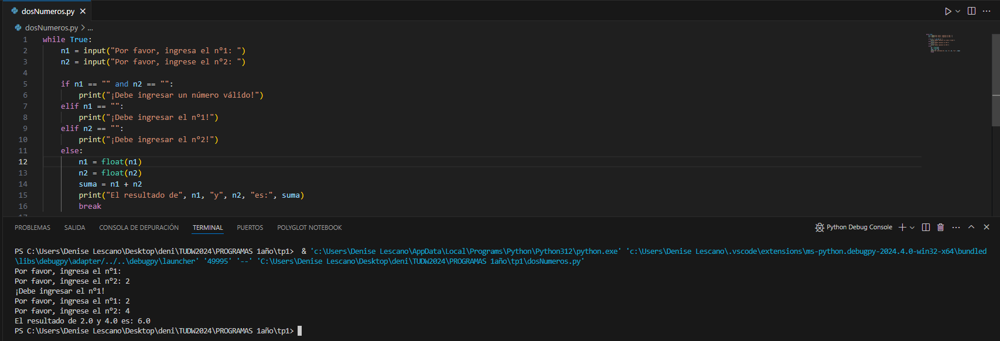 dosNumeros.py
dosNumeros.py > ...
1 while True:
2 n1 = input("Por favor, ingresa el nº1: ")
3 n2 = input("Por favor, ingrese el nº2: ")
4
5 if n1 == "" and n2 == "":
6 print("¡Debe ingresar un número válido!")
7 elif n1 == "":
8 print("¡Debe ingresar el nº1!")
9 elif n2 == "":
10 print("¡Debe ingresar el nº2!")
11 else:
12 n1 = float(n1)
13 n2 = float(n2)
14 suma = n1 + n2
15 print("El resultado de", n1, "y", n2, "es:", suma)
16 break
17
PROBLEMAS SALIDA CONSOLA DE DEPURACIÓN TERMINAL PUERTOS POLYGLOT NOTEBOOK Python Debug Console
PS C:\Users\Denise Lescano\Desktop\deni\TUDW2024\PROGRAMAS 1año\tp1>  & 'c:\Users\Denise Lescano\AppData\Local\Programs\Python\Python312\python.exe' 'c:\Users\Denise Lescano\.vscode\extensions\ms-python.debugpy-2024.4.0-win32-x64\bundled
\libs\debugpy\adapter/../..\debugpy\launcher' '49995' '--' 'C:\Users\Denise Lescano\Desktop\deni\TUDW2024\PROGRAMAS 1año\tp1\dosNumeros.py'
Por favor, ingresa el nº1:
Por favor, ingrese el nº2: 2
¡Debe ingresar el nº1!
Por favor, ingresa el nº1: 2
Por favor, ingrese el nº2: 4
El resultado de 2.0 y 4.0 es: 6.0
PS C:\Users\Denise Lescano\Desktop\deni\TUDW2024\PROGRAMAS 1año\tp1>